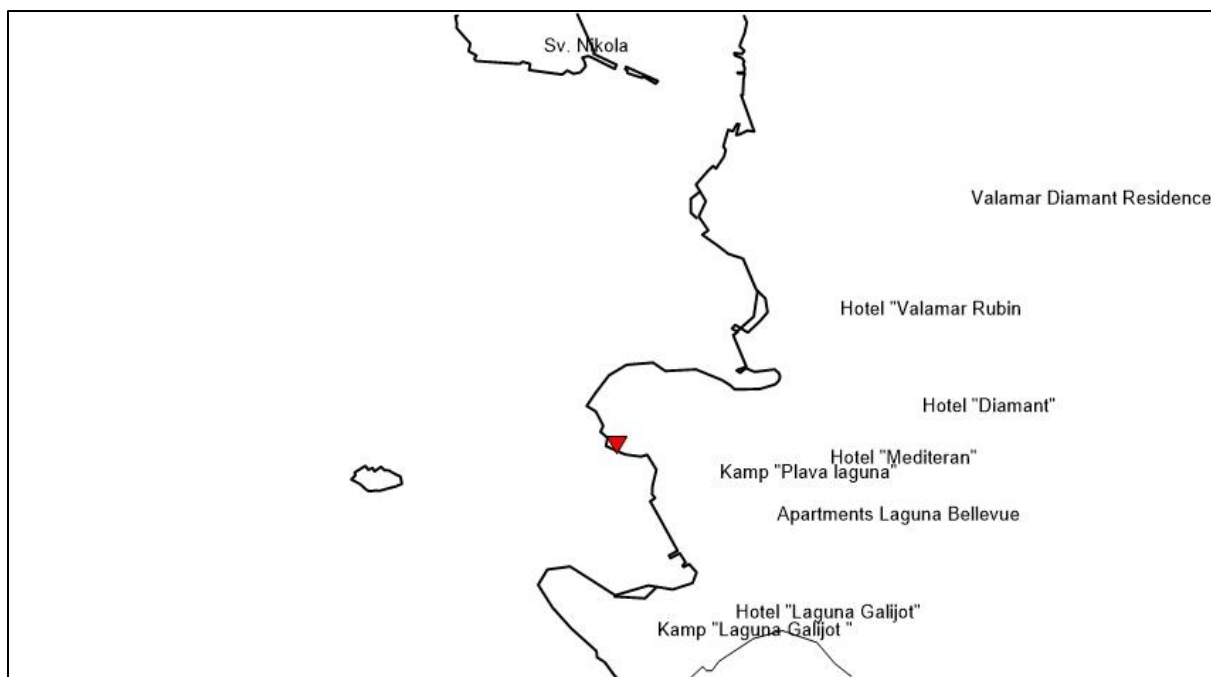 Sv. Nikola
Valamar Diamant Residence
Hotel "Valamar Rubin
Hotel "Diamant"
Hotel "Mediteran"
Kamp "Plava laguna"
Apartments Laguna Bellevue
Hotel "Laguna Galijot"
Kamp "Laguna Galijot "